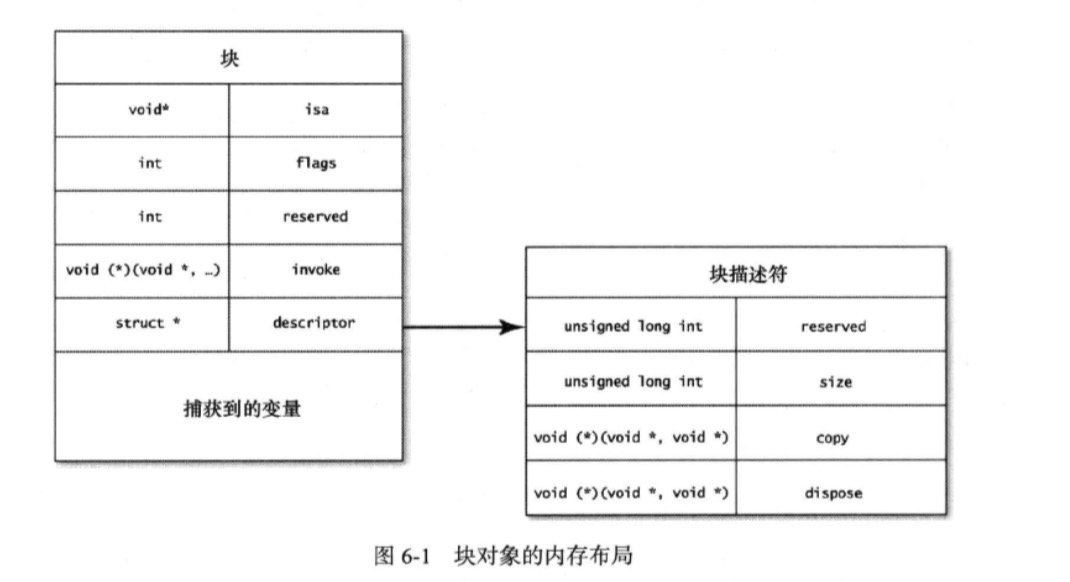 块
void* isa
int flags
int reserved
void (*)(void *, …) invoke
struct * descriptor
捕获到的变量
块描述符
unsigned long int reserved
unsigned long int size
void (*)(void *, void *) copy
void (*)(void *, void *) dispose
图 6-1 块对象的内存布局